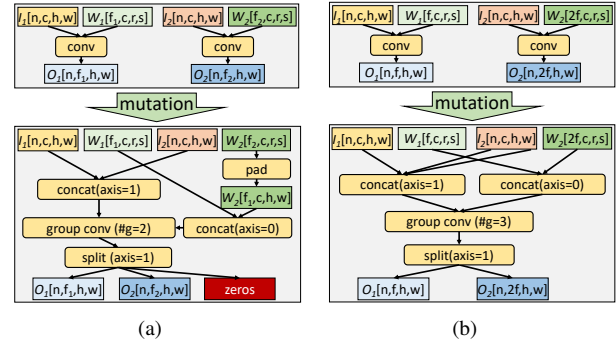 I₁[n,c,h,w] W₁[f₁,c,r,s] I₂[n,c,h,w] W₂[f₂,c,r,s]
conv conv
O₁[n,f₁,h,w] O₂[n,f₂,h,w]
mutation
I₁[n,c,h,w] W₁[f₁,c,r,s] I₂[n,c,h,w] W₂[f₂,c,r,s]
pad
concat(axis=1) W₂[f₁,c,h,w]
group conv (#g=2) concat(axis=0)
split (axis=1)
O₁[n,f₁,h,w] O₂[n,f₂,h,w] zeros
(a)
I₁[n,c,h,w] W₁[f,c,r,s] I₂[n,c,h,w] W₂[2f,c,r,s]
conv conv
O₁[n,f,h,w] O₂[n,2f,h,w]
mutation
I₁[n,c,h,w] W₁[f,c,r,s] I₂[n,c,h,w] W₂[2f,c,r,s]
concat(axis=1) concat(axis=0)
group conv (#g=3)
split(axis=1)
O₁[n,f,h,w] O₂[n,2f,h,w]
(b)